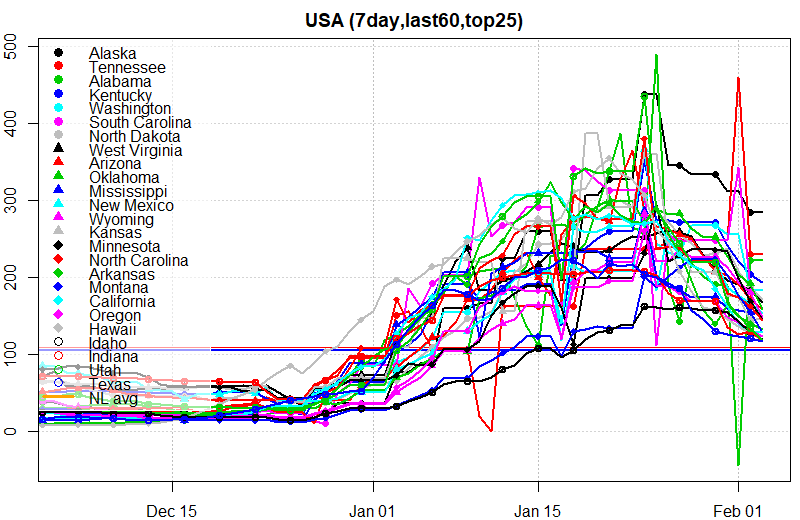 USA (7day,last60,top25)
500
400
300
200
100
0
Alaska
Tennessee
Alabama
Kentucky
Washington
South Carolina
North Dakota
West Virginia
Arizona
Oklahoma
Mississippi
New Mexico
Wyoming
Kansas
Minnesota
North Carolina
Arkansas
Montana
California
Oregon
Hawaii
Idaho
Indiana
Utah
Texas
NL avg
Dec 15
Jan 01
Jan 15
Feb 01